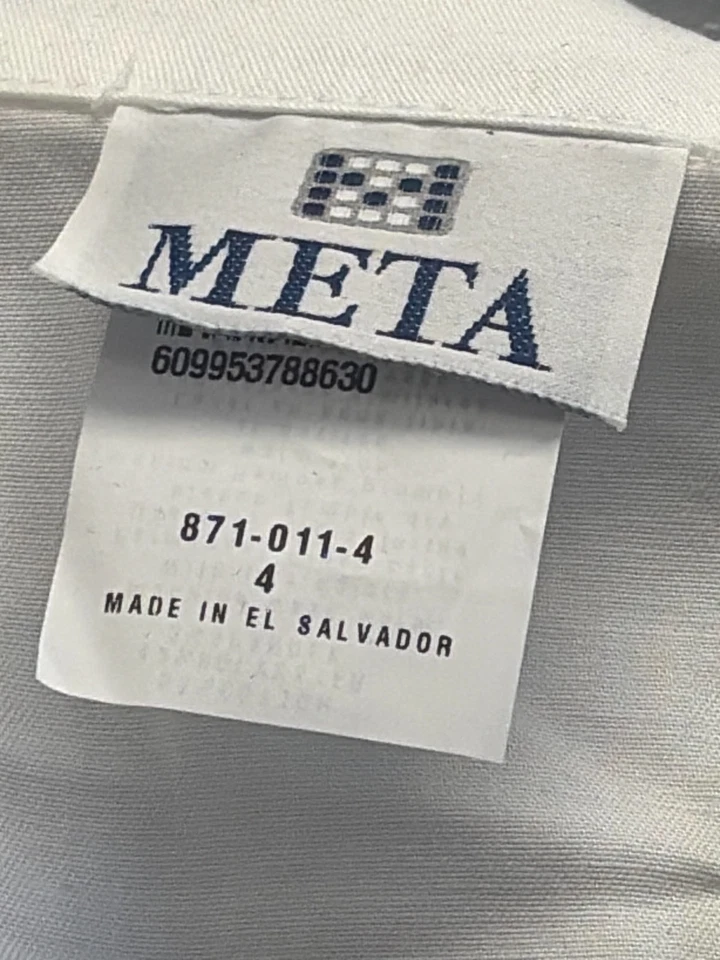 META
609953788630
871-011-4
4
MADE IN EL SALVADOR